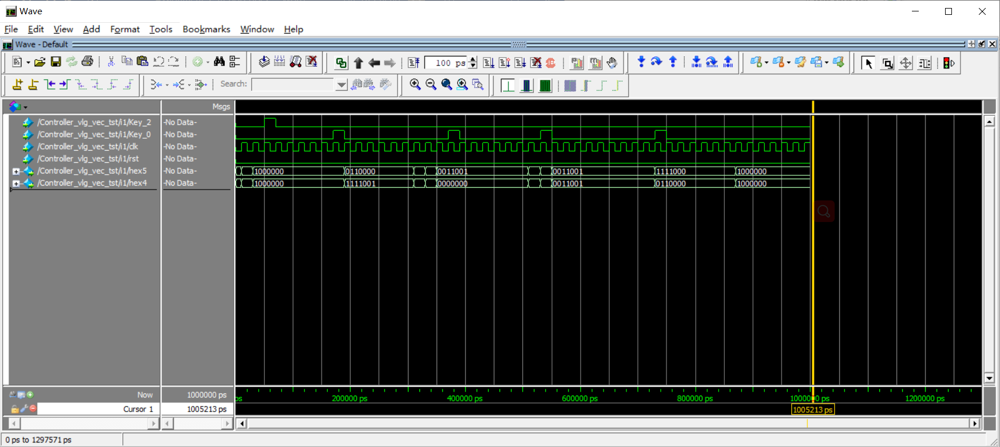 Wave
File Edit View Add Format Tools Bookmarks Window Help
Wave - Default
100 ps
Search:
Msgs
/Controller_vlg_vec_tst/i1/Key_2 -No Data-
/Controller_vlg_vec_tst/i1/Key_0 -No Data-
/Controller_vlg_vec_tst/i1/clk -No Data-
/Controller_vlg_vec_tst/i1/rst -No Data-
/Controller_vlg_vec_tst/i1/hex5 -No Data- 1000000 0110000 0011001 0011001 1111000 1000000
/Controller_vlg_vec_tst/i1/hex4 -No Data- 1000000 1111001 0000000 0011001 0110000 1000000
Now 1000000 ps ps 200000 ps 400000 ps 600000 ps 800000 ps 1000000 ps 1200000 ps
Cursor 1 1005213 ps 1005213 ps
0 ps to 1297571 ps